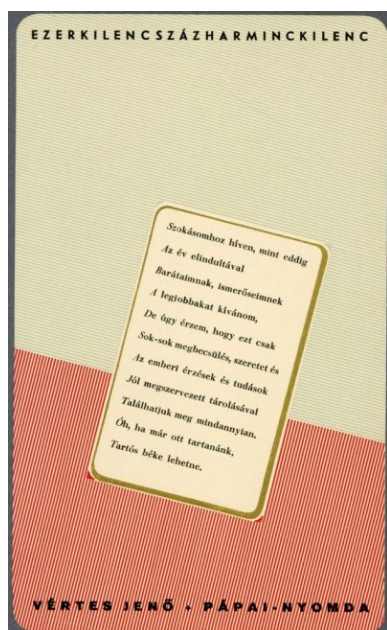 EZERKILENCSZÁZHARMINCKILENC
Szokásomhoz híven, mint eddig
Az év elindultával
Barátaimnak, ismerőseimnek
A legjobbakat kívánom,
De úgy érzem, hogy ezt csak
Sok-sok megbecsülés, szeretet és
Az emberi érzések és tudások
Jól megszervezett tárolásával
Találhatjuk meg mindannyian.
Óh, ha már ott tartanánk,
Tartós béke lehetne.
VÉRTES JENŐ • PÁPAI-NYOMDA